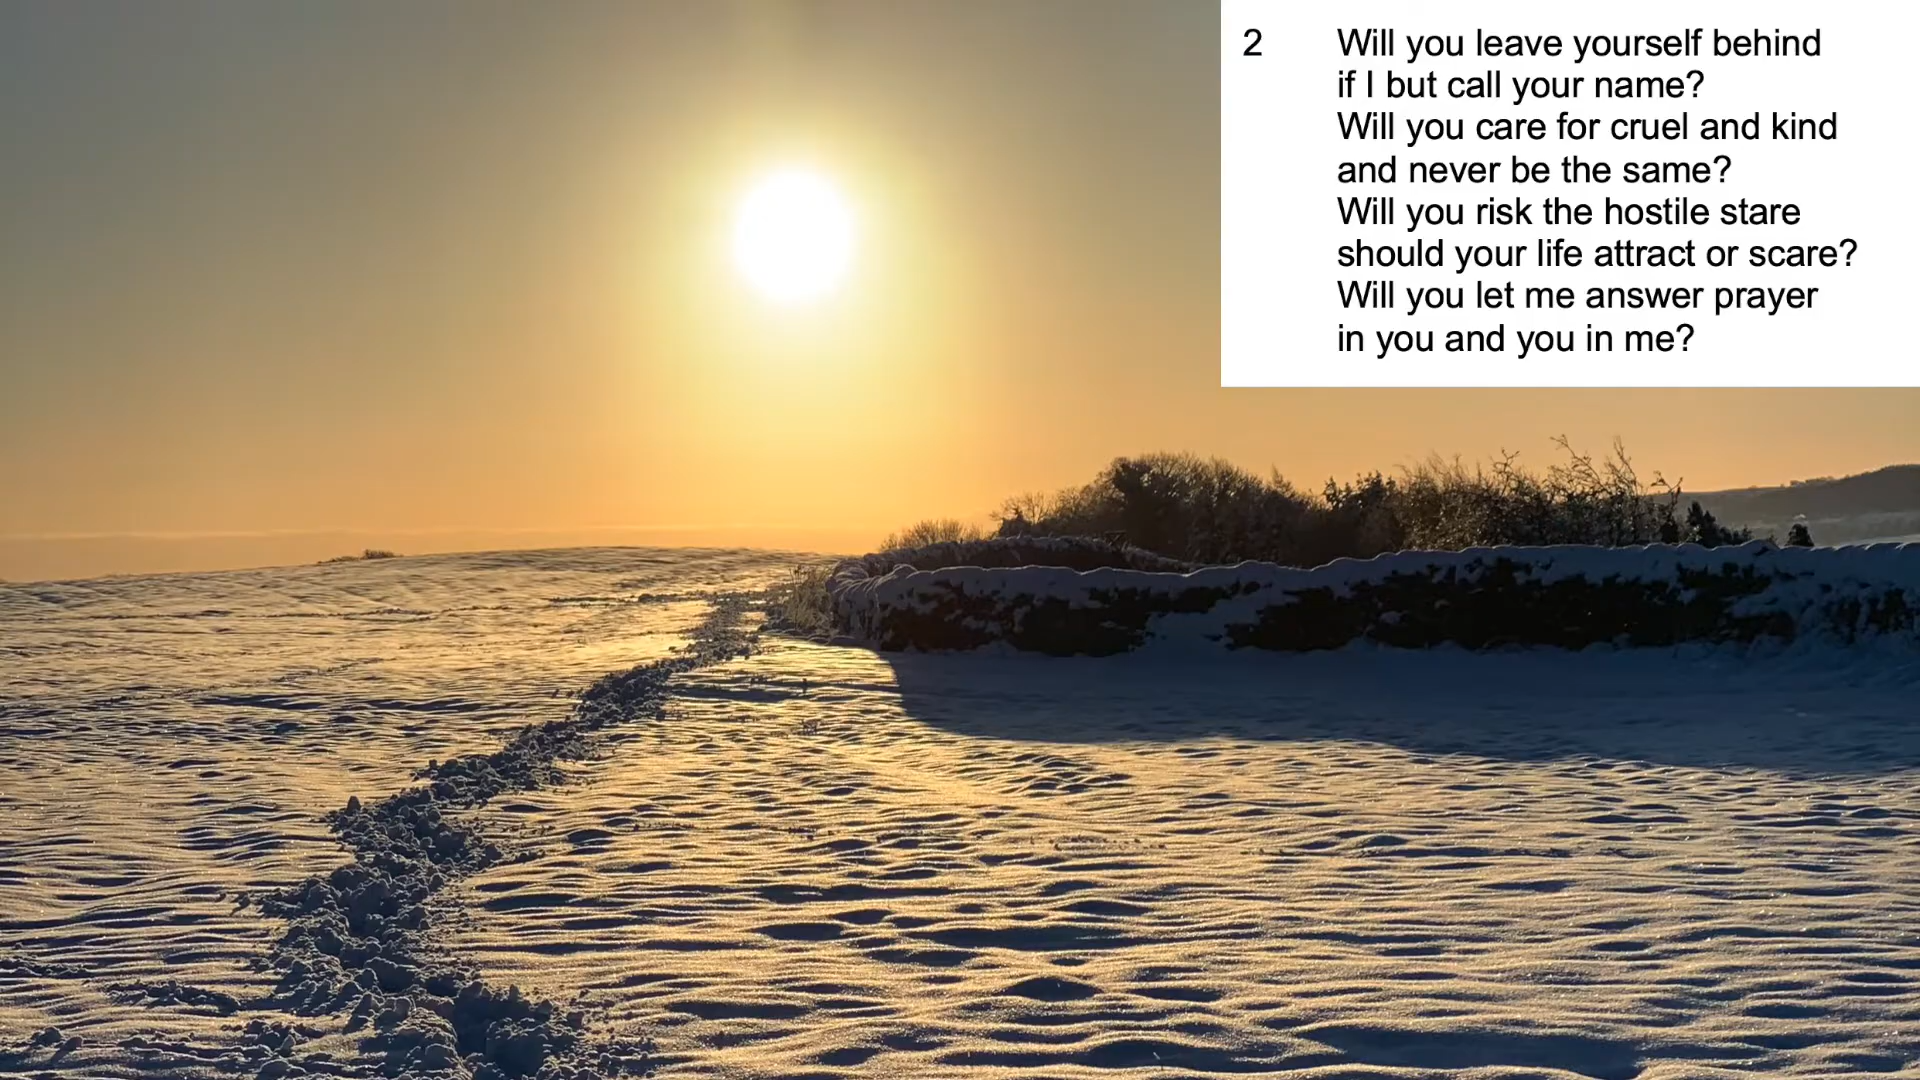 2 Will you leave yourself behind
if I but call your name?
Will you care for cruel and kind
and never be the same?
Will you risk the hostile stare
should your life attract or scare?
Will you let me answer prayer
in you and you in me?